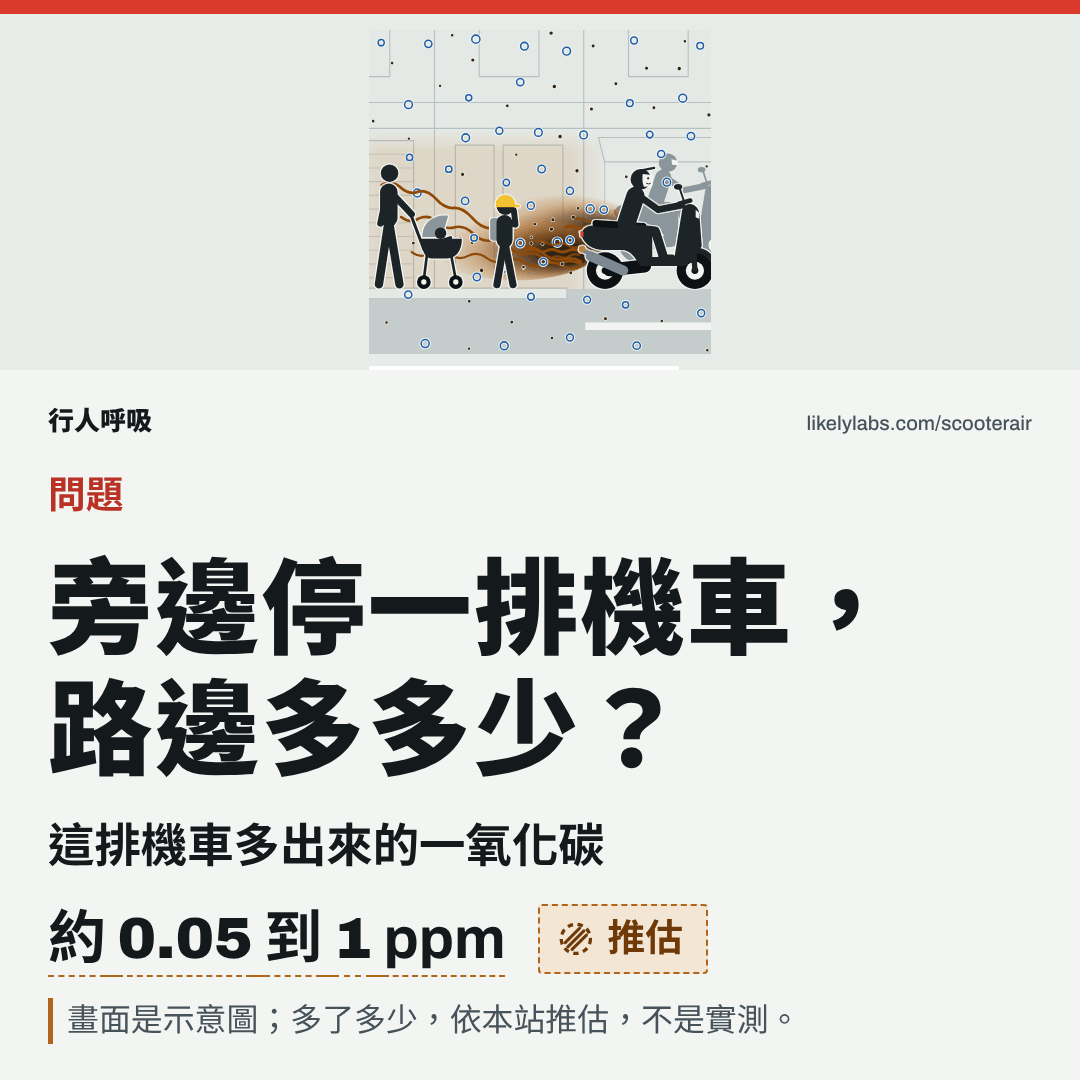 行人呼吸
likelylabs.com/scooterair
問題
旁邊停一排機車，
路邊多多少？
這排機車多出來的一氧化碳
約 0.05 到 1 ppm
推估
畫面是示意圖；多了多少，依本站推估，不是實測。